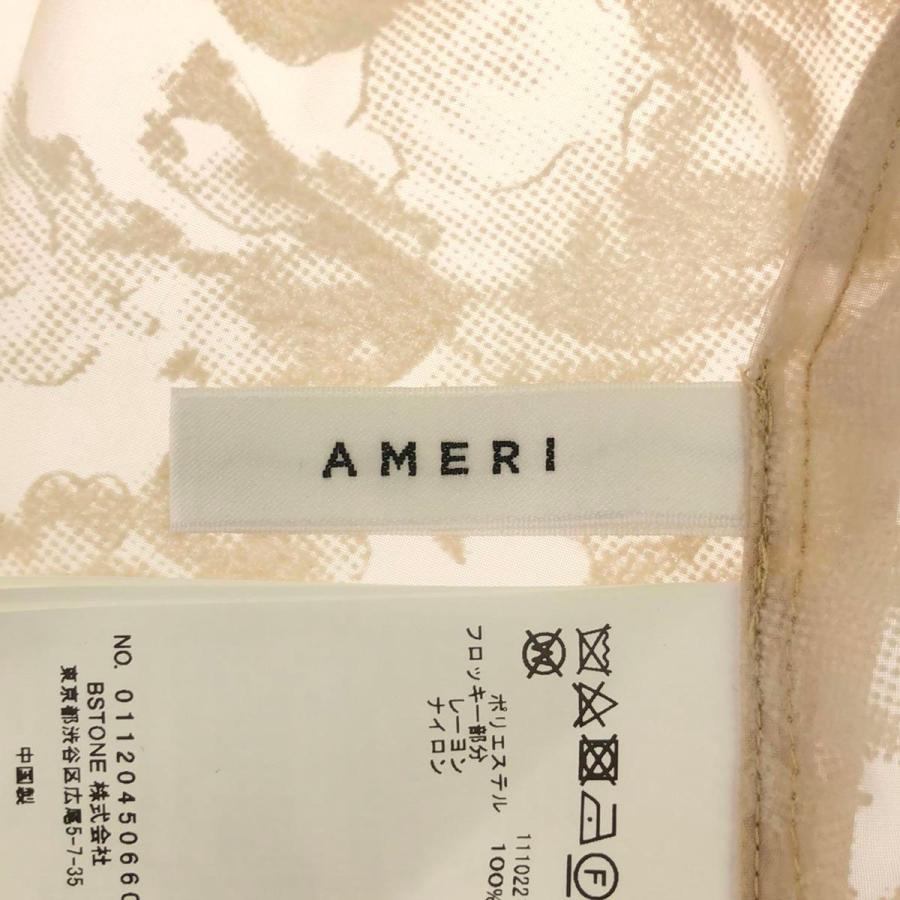 AMERI
111022
ポリエステル 100%
フロッキー部分
レーヨン
ナイロン
NO. 0112045066
BSTONE 株式会社
東京都渋谷区広尾5-7-35
中国製